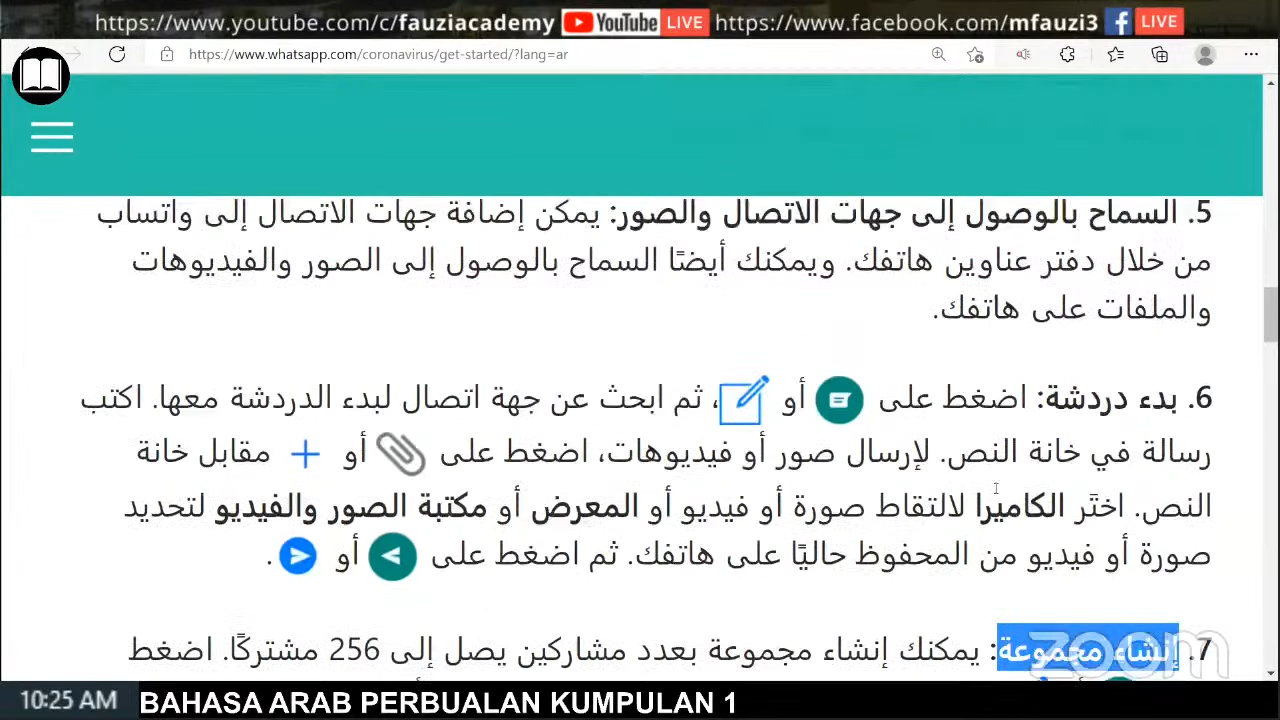 https://www.youtube.com/c/fauziacademy YouTube LIVE https://www.facebook.com/mfauzi3 f LIVE
https://www.whatsapp.com/coronavirus/get-started/?lang=ar
5. السماح بالوصول إلى جهات الاتصال والصور: يمكن إضافة جهات الاتصال إلى واتساب
من خلال دفتر عناوين هاتفك. ويمكنك أيضًا السماح بالوصول إلى الصور والفيديوهات
والملفات على هاتفك.
6. بدء دردشة: اضغط على أو ، ثم ابحث عن جهة اتصال لبدء الدردشة معها. اكتب
رسالة في خانة النص. لإرسال صور أو فيديوهات، اضغط على أو مقابل خانة
النص. اختَر الكاميرا لالتقاط صورة أو فيديو أو المعرض أو مكتبة الصور والفيديو لتحديد
صورة أو فيديو من المحفوظ حاليًا على هاتفك. ثم اضغط على أو .
7. إنشاء مجموعة: يمكنك إنشاء مجموعة بعدد مشاركين يصل إلى 256 مشتركًا. اضغط
zoom
10:25 AM BAHASA ARAB PERBUALAN KUMPULAN 1